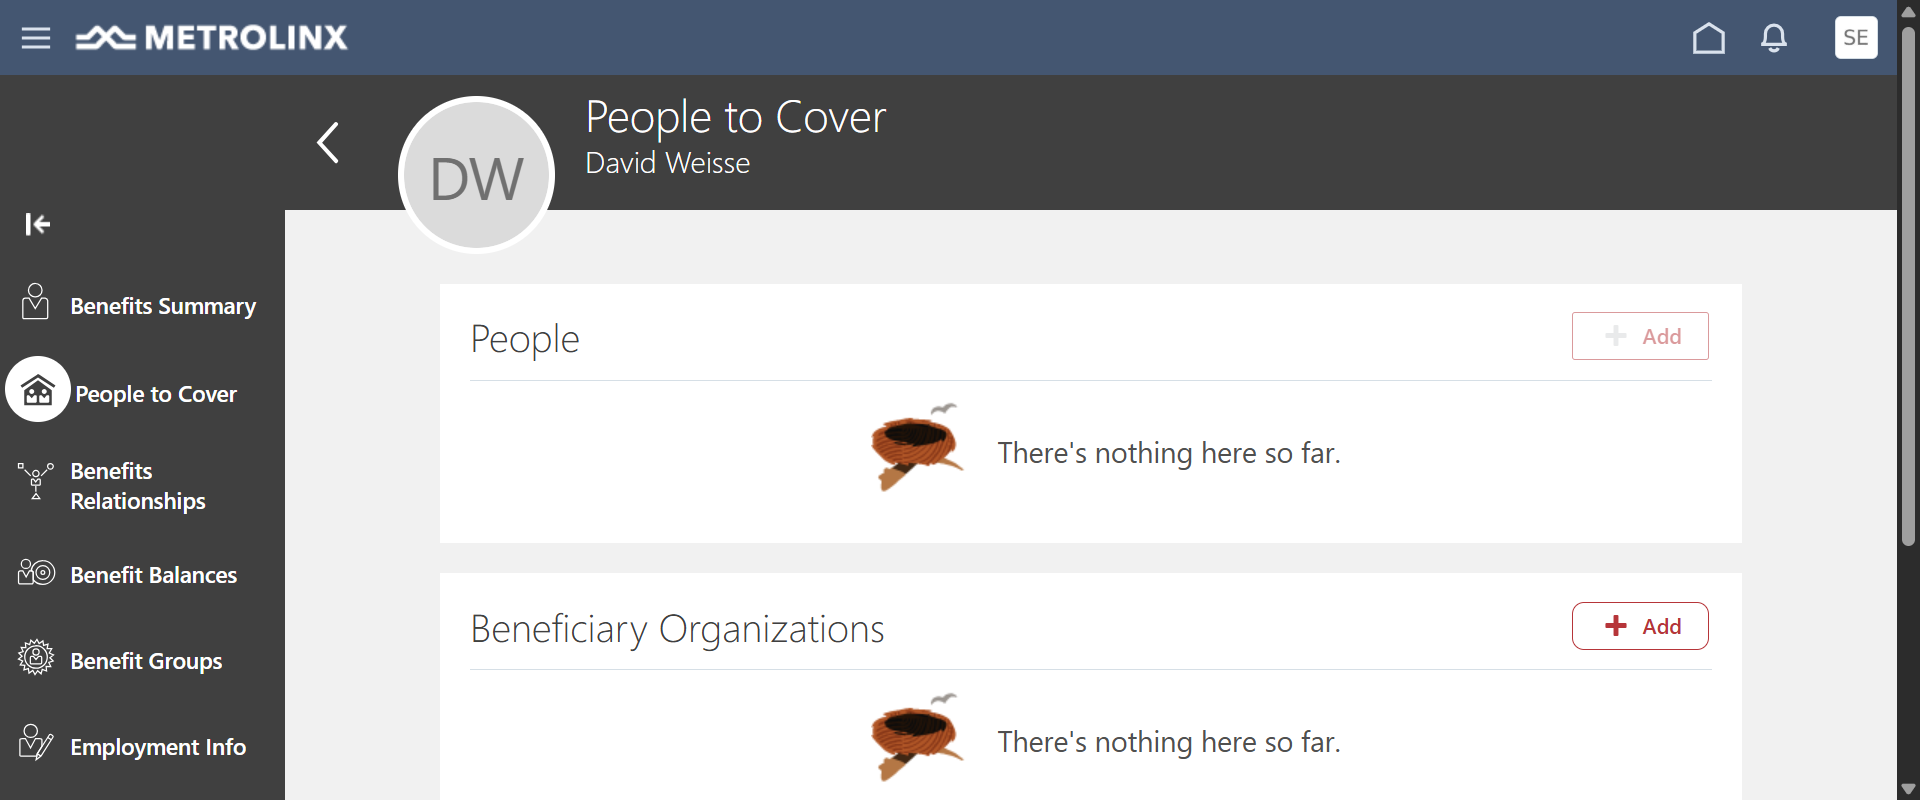 METROLINX
SE
People to Cover
David Weisse
DW
Benefits Summary
People to Cover
Benefits
Relationships
Benefit Balances
Benefit Groups
Employment Info
People
Add
There's nothing here so far.
Beneficiary Organizations
Add
There's nothing here so far.